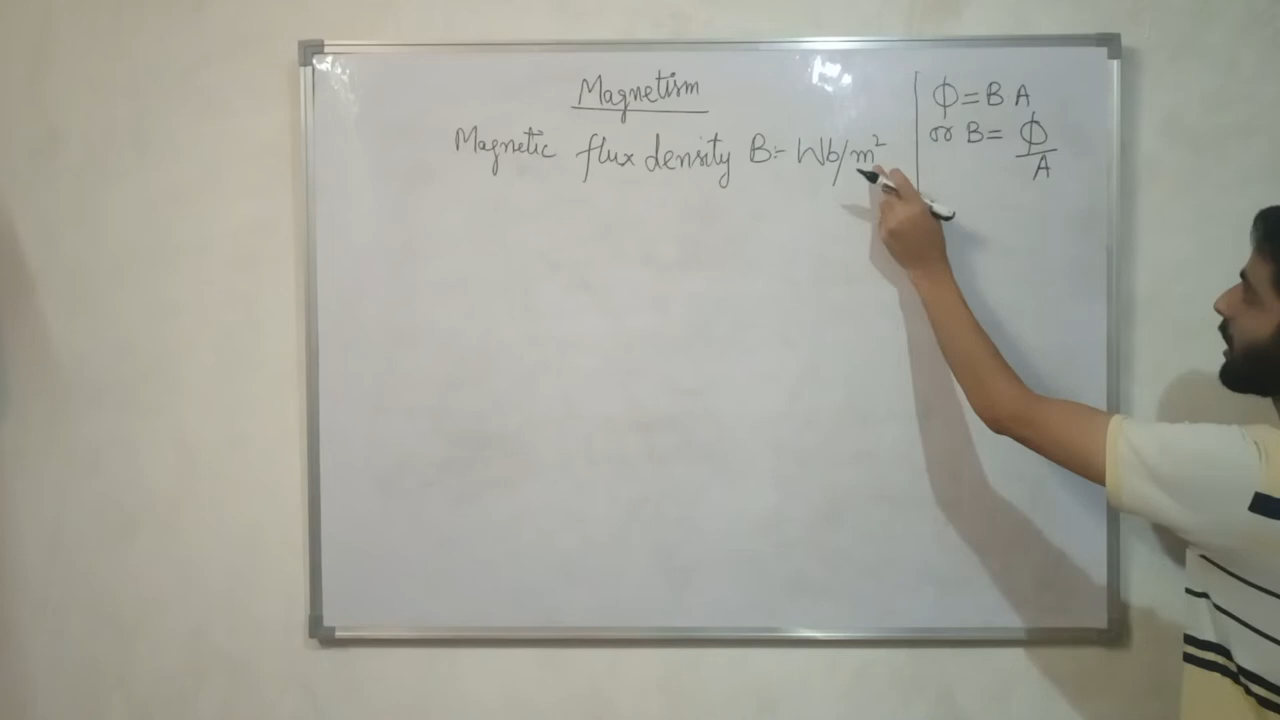 Magnetism
Magnetic flux density B:- Wb/m²
ϕ = B A
or B = ϕ/A